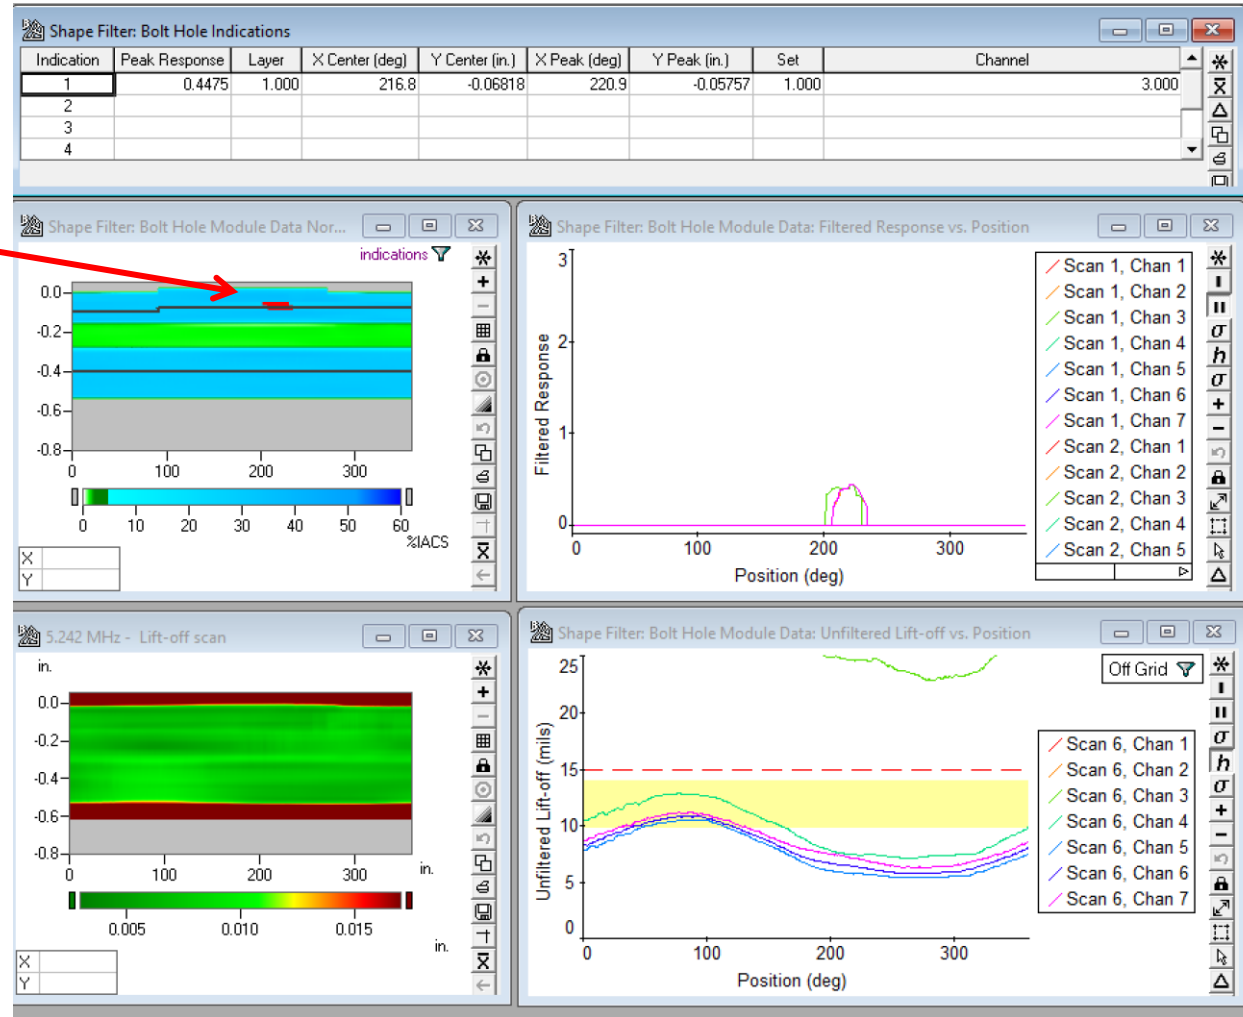 Shape Filter: Bolt Hole Indications
Indication Peak Response Layer X Center (deg) Y Center (in.) X Peak (deg) Y Peak (in.) Set Channel
1 0.4475 1.000 216.8 -0.06818 220.9 -0.05757 1.000 3.000
2
3
4
Shape Filter: Bolt Hole Module Data Nor...
indications
0.0
-0.2
-0.4
-0.6
-0.8
0 100 200 300
0 10 20 30 40 50 60
%IACS
X
Y
Shape Filter: Bolt Hole Module Data: Filtered Response vs. Position
Filtered Response
3
2
1
0
0 100 200 300
Position (deg)
Scan 1, Chan 1
Scan 1, Chan 2
Scan 1, Chan 3
Scan 1, Chan 4
Scan 1, Chan 5
Scan 1, Chan 6
Scan 1, Chan 7
Scan 2, Chan 1
Scan 2, Chan 2
Scan 2, Chan 3
Scan 2, Chan 4
Scan 2, Chan 5
σ
h
σ
5.242 MHz - Lift-off scan
in.
0.0
-0.2
-0.4
-0.6
-0.8
0 100 200 300 in.
0.005 0.010 0.015
in.
X
Y
Shape Filter: Bolt Hole Module Data: Unfiltered Lift-off vs. Position
Off Grid
Unfiltered Lift-off (mils)
25
20
15
10
5
0
0 100 200 300
Position (deg)
Scan 6, Chan 1
Scan 6, Chan 2
Scan 6, Chan 3
Scan 6, Chan 4
Scan 6, Chan 5
Scan 6, Chan 6
Scan 6, Chan 7
σ
h
σ